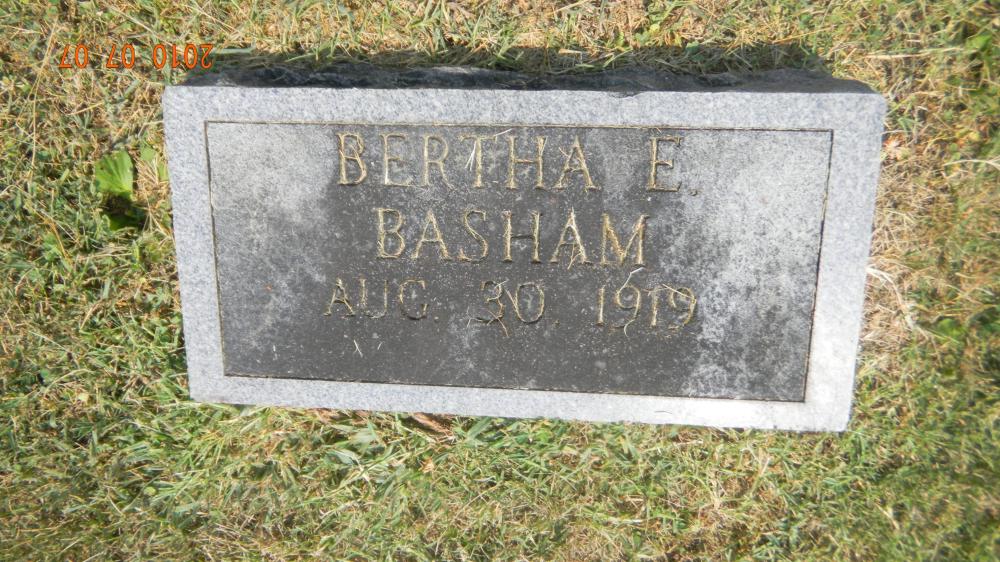 BERTHA E.
BASHAM
AUG. 30. 1919
2010 07 07